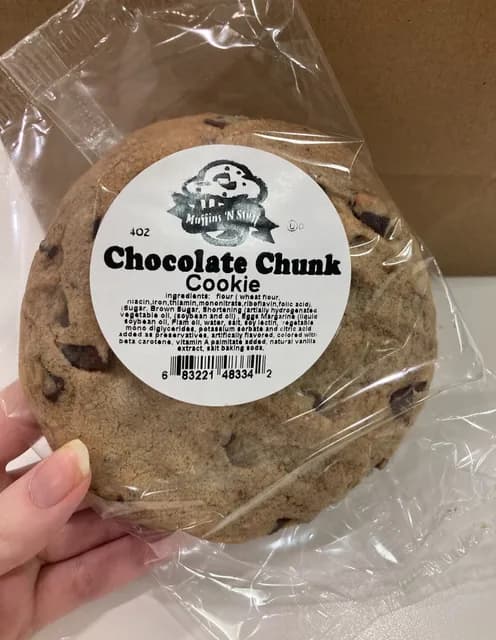 Muffins 'N Stuff
4OZ
Chocolate Chunk
Cookie
Ingredients: flour ( wheat flour,
niacin,iron,thiamin,mononitrate,riboflavin,folic acid)
Sugar, Brown Sugar, Shortening (artially hydrogenated
vegetable oil, (soybean and oil), Eggs Margarine (liquid
soybean oil, Plam oil, water, salt, soy lectin, vegetable
mono diglycerides, potassium sorbate and citric acid
added as preservatives, artifically flavored, colored with
beta carotene, vitamin A palmitate added, natural vanilla
extract, salt baking soda,
6 83221 48334 2